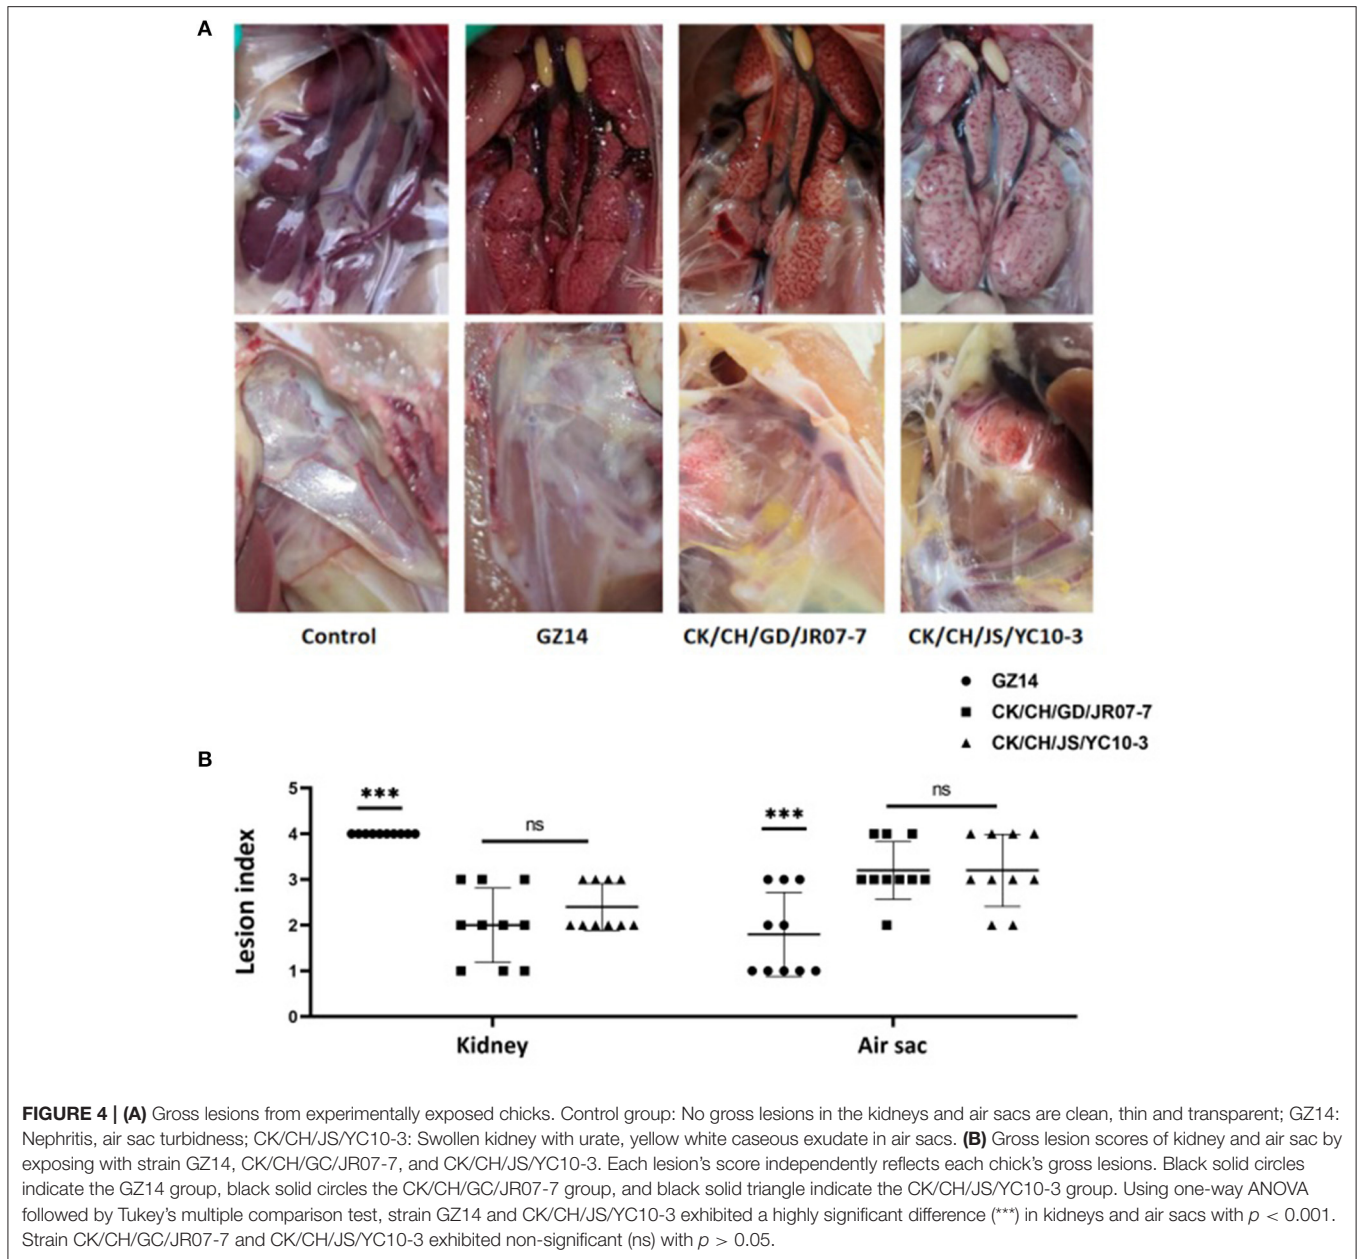 A
Control
GZ14
CK/CH/GD/JR07-7
CK/CH/JS/YC10-3
GZ14
CK/CH/GD/JR07-7
CK/CH/JS/YC10-3
B
Lesion index
5
4
3
2
1
0
***
ns
***
ns
Kidney
Air sac
FIGURE 4 | (A) Gross lesions from experimentally exposed chicks. Control group: No gross lesions in the kidneys and air sacs are clean, thin and transparent; GZ14:
Nephritis, air sac turbidness; CK/CH/JS/YC10-3: Swollen kidney with urate, yellow white caseous exudate in air sacs. (B) Gross lesion scores of kidney and air sac by
exposing with strain GZ14, CK/CH/GC/JR07-7, and CK/CH/JS/YC10-3. Each lesion's score independently reflects each chick's gross lesions. Black solid circles
indicate the GZ14 group, black solid circles the CK/CH/GC/JR07-7 group, and black solid triangle indicate the CK/CH/JS/YC10-3 group. Using one-way ANOVA
followed by Tukey's multiple comparison test, strain GZ14 and CK/CH/JS/YC10-3 exhibited a highly significant difference (***) in kidneys and air sacs with p < 0.001.
Strain CK/CH/GC/JR07-7 and CK/CH/JS/YC10-3 exhibited non-significant (ns) with p > 0.05.